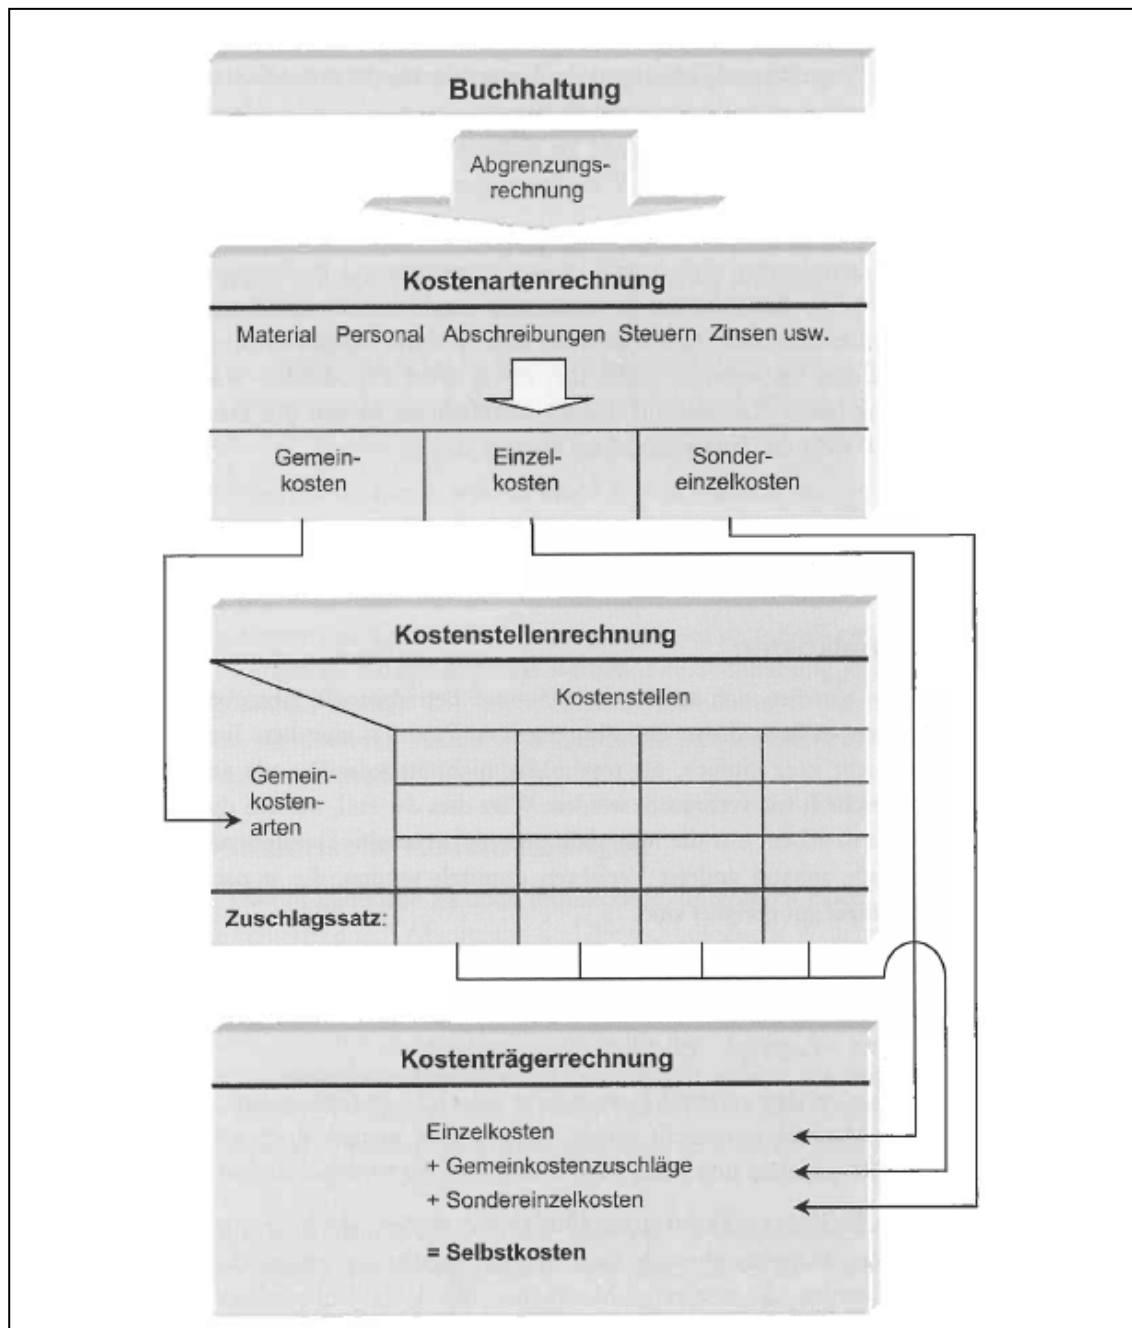 Buchhaltung
Abgrenzungs-
rechnung
Kostenartenrechnung
Material Personal Abschreibungen Steuern Zinsen usw.
Gemein-
kosten
Einzel-
kosten
Sonder-
einzelkosten
Kostenstellenrechnung
Kostenstellen
Gemein-
kosten-
arten
Zuschlagssatz:
Kostenträgerrechnung
Einzelkosten
+ Gemeinkostenzuschläge
+ Sondereinzelkosten
= Selbstkosten